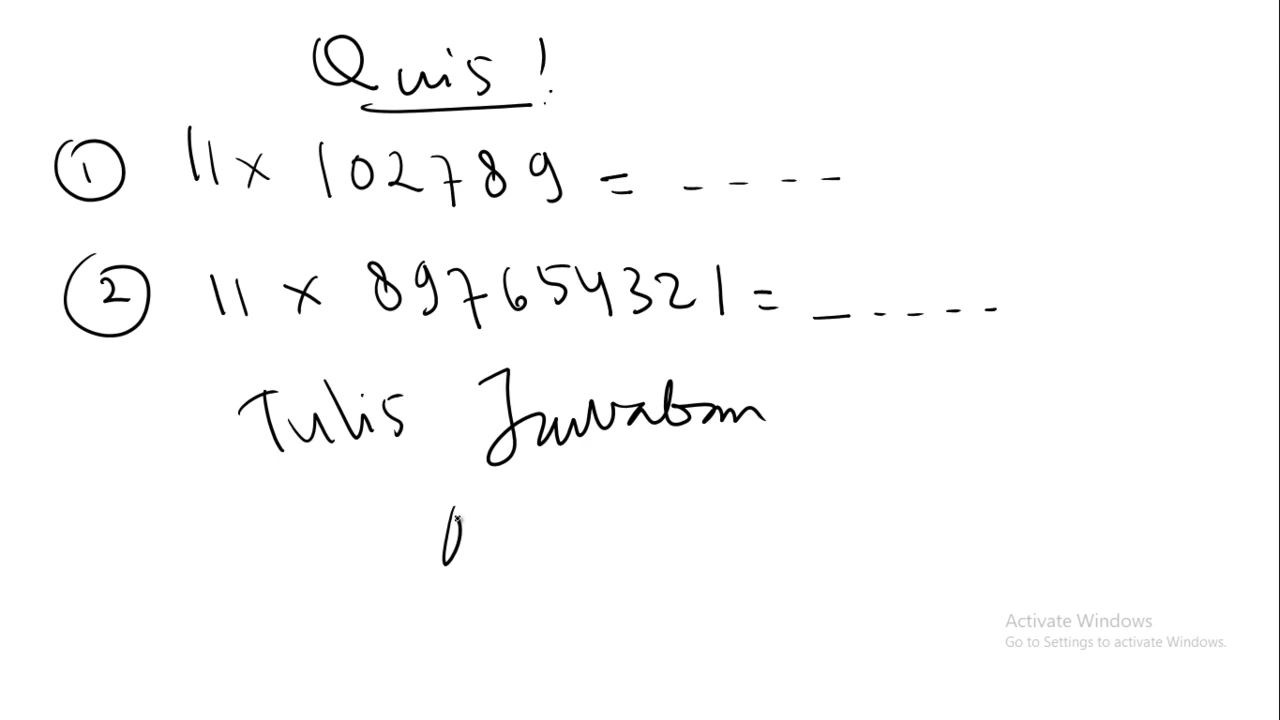 Quis!
① 11 x 102789 = - - - -
② 11 x 897654321 = - - - - -
Tulis Jawaban
Activate Windows
Go to Settings to activate Windows.